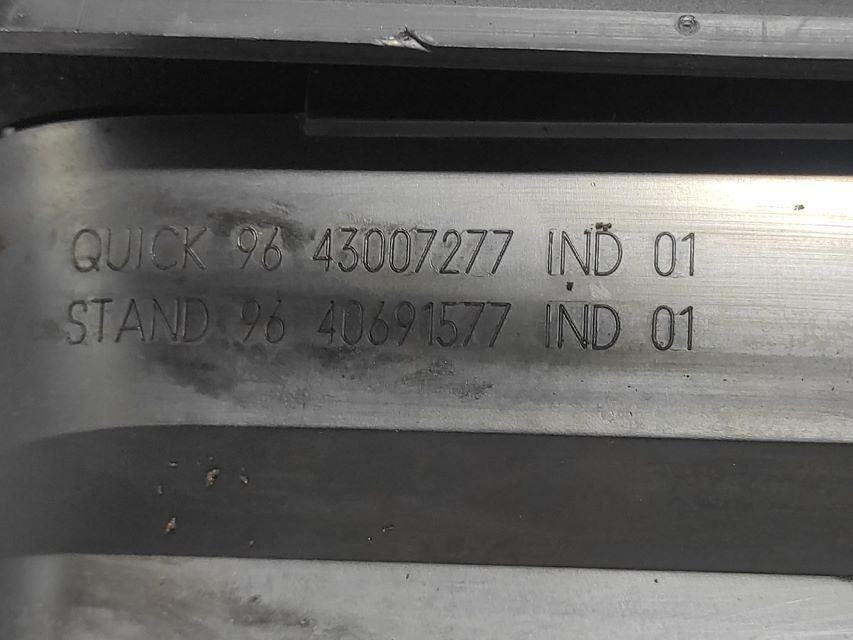 QUICK 96 43007277 IND 01
STAND 96 40691577 IND 01